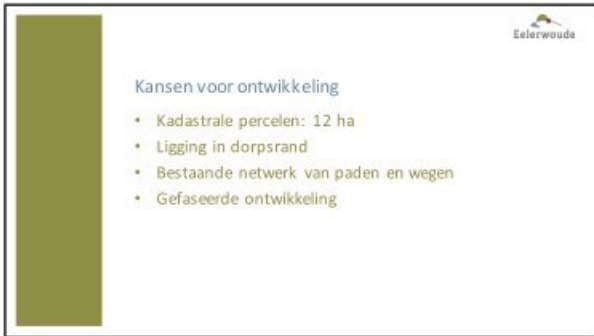 Eelerwoude
Kansen voor ontwikkeling
• Kadastrale percelen: 12 ha
• Ligging in dorpsrand
• Bestaande netwerk van paden en wegen
• Gefaseerde ontwikkeling